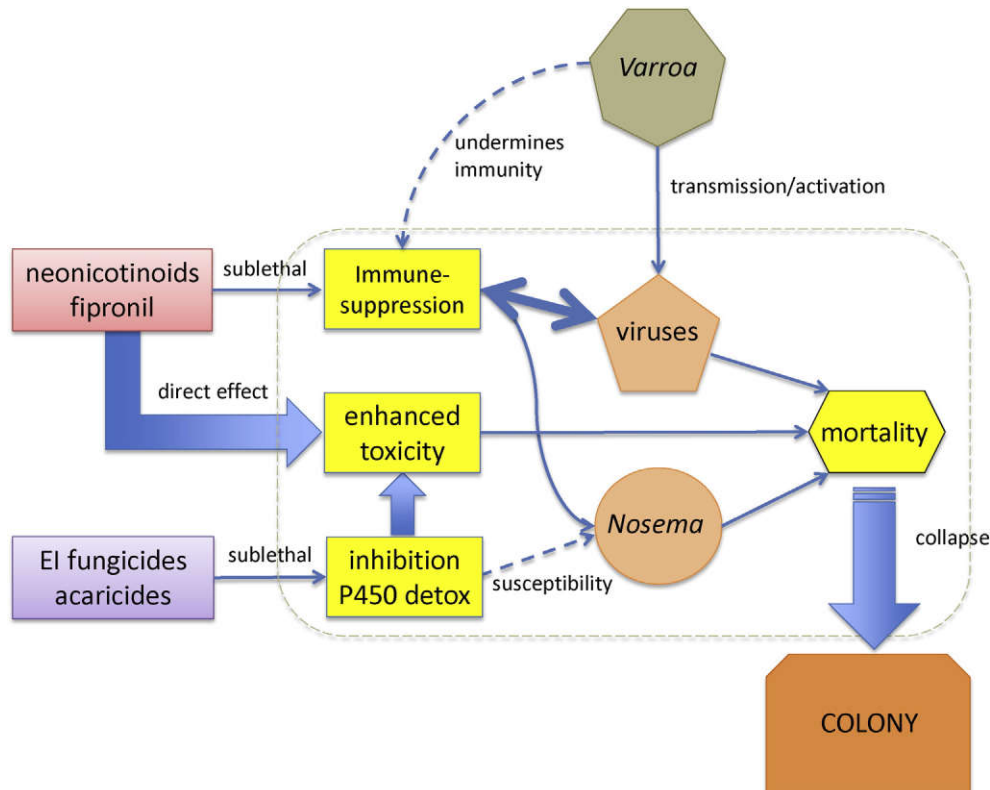 Varroa
undermines
immunity
transmission/activation
neonicotinoids
fipronil
sublethal
Immune-
suppression
viruses
direct effect
enhanced
toxicity
mortality
Nosema
EI fungicides
acaricides
sublethal
inhibition
P450 detox
susceptibility
collapse
COLONY